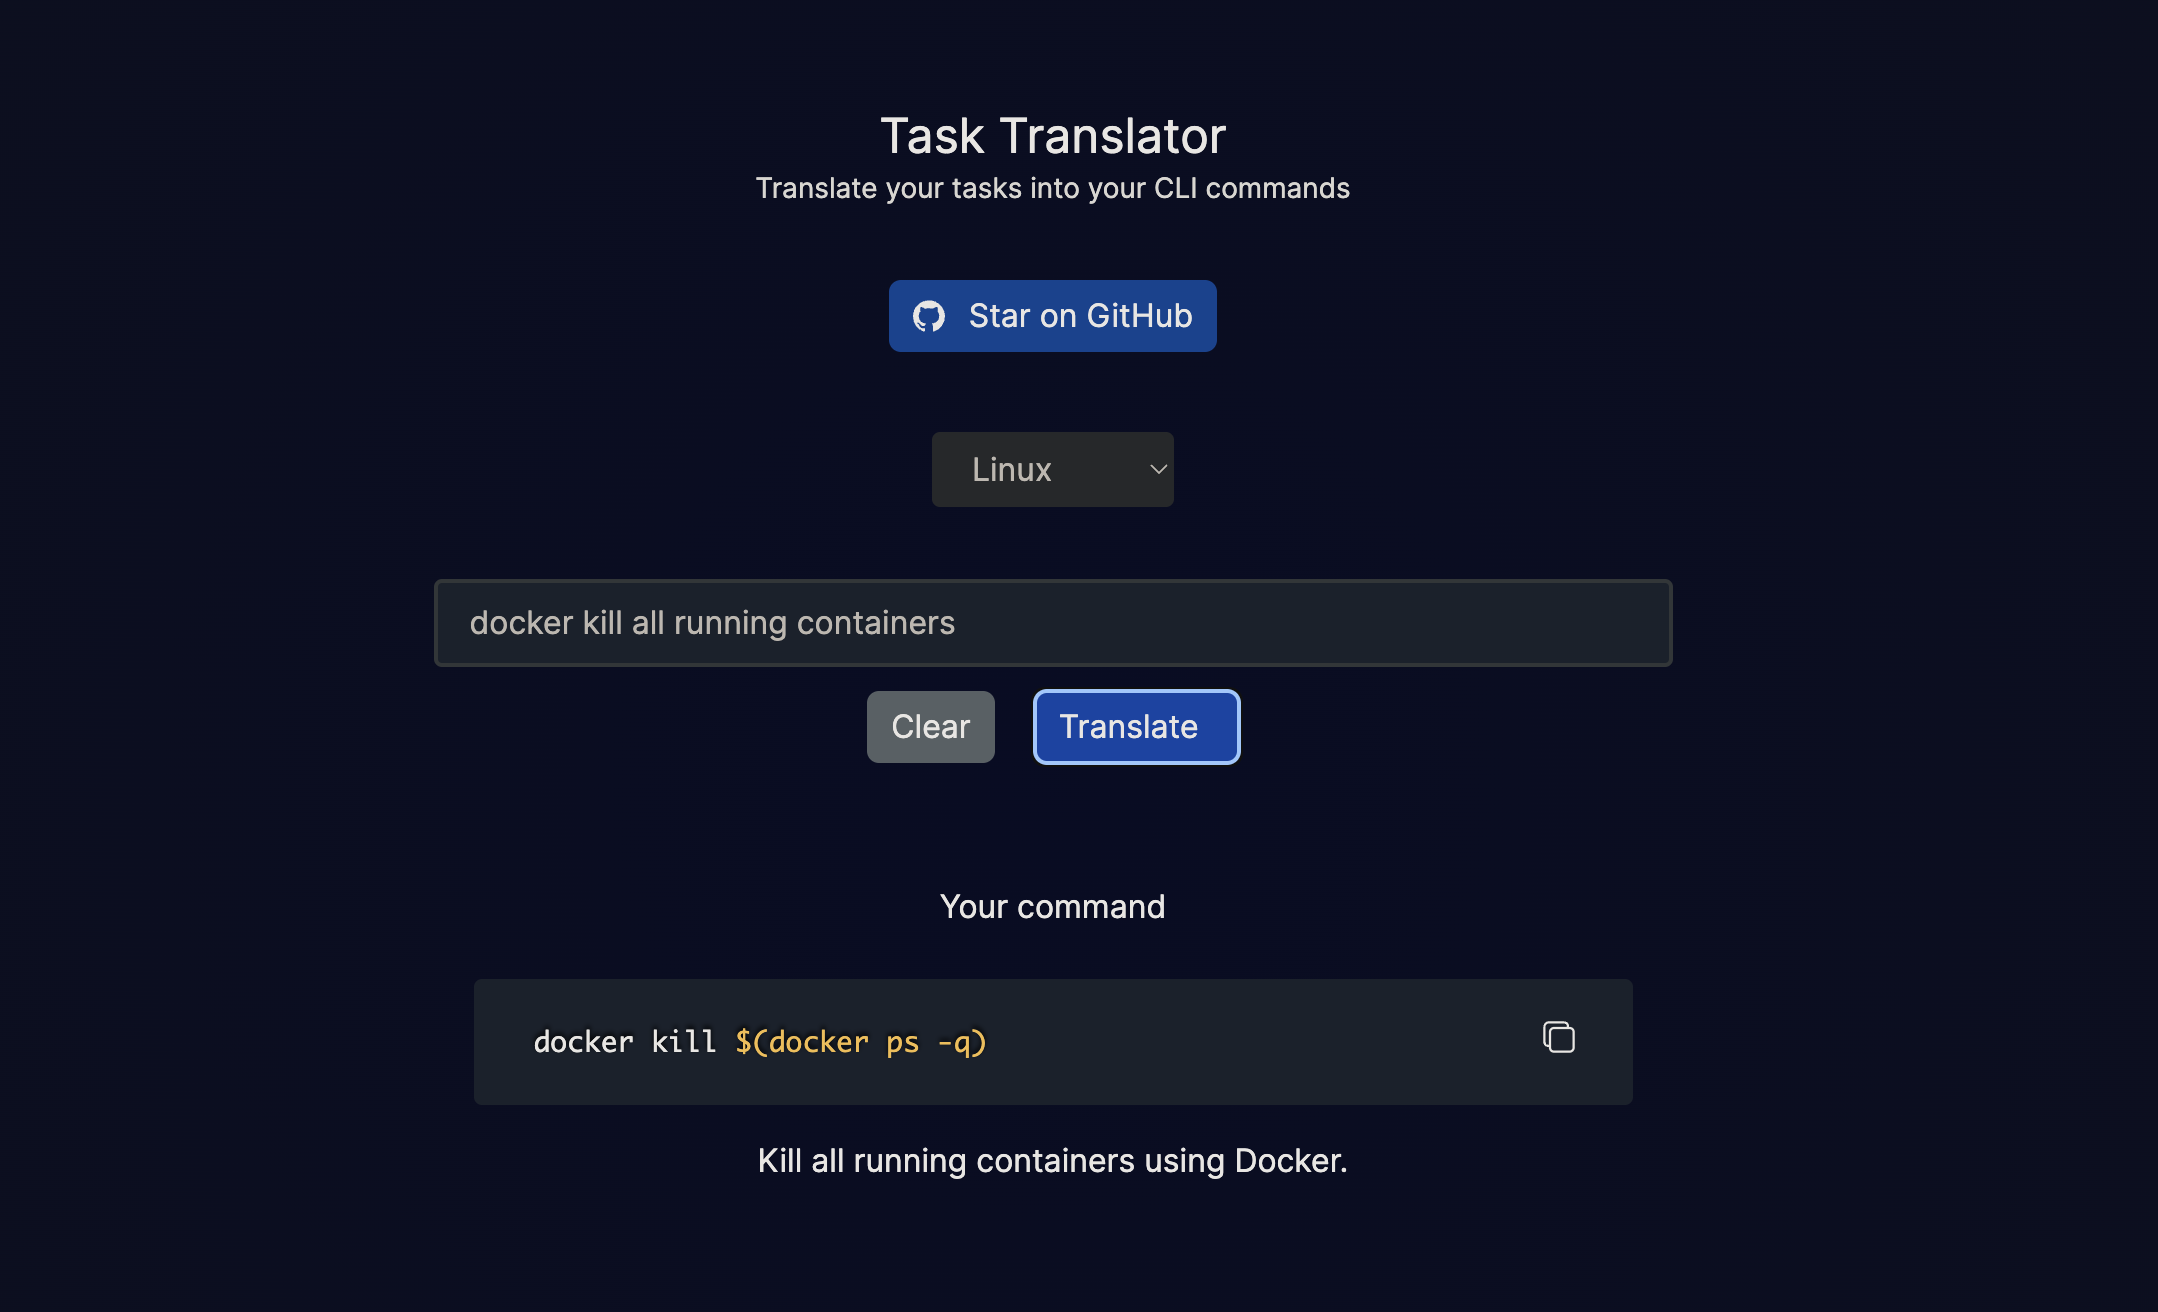 Task Translator
Translate your tasks into your CLI commands
Star on GitHub
Linux
docker kill all running containers
Clear
Translate
Your command
docker kill $(docker ps -q)
Kill all running containers using Docker.